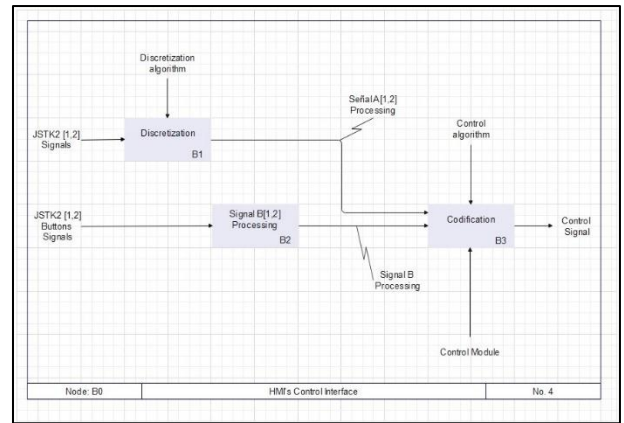 Discretization
algorithm
JSTK2 [1,2]
Signals
Discretization
B1
SeñalA[1,2]
Processing
Control
algorithm
JSTK2 [1,2]
Buttons
Signals
Signal B[1,2]
Processing
B2
Codification
B3
Control
Signal
Signal B
Processing
Control Module
Node: B0
HMI's Control Interface
No. 4